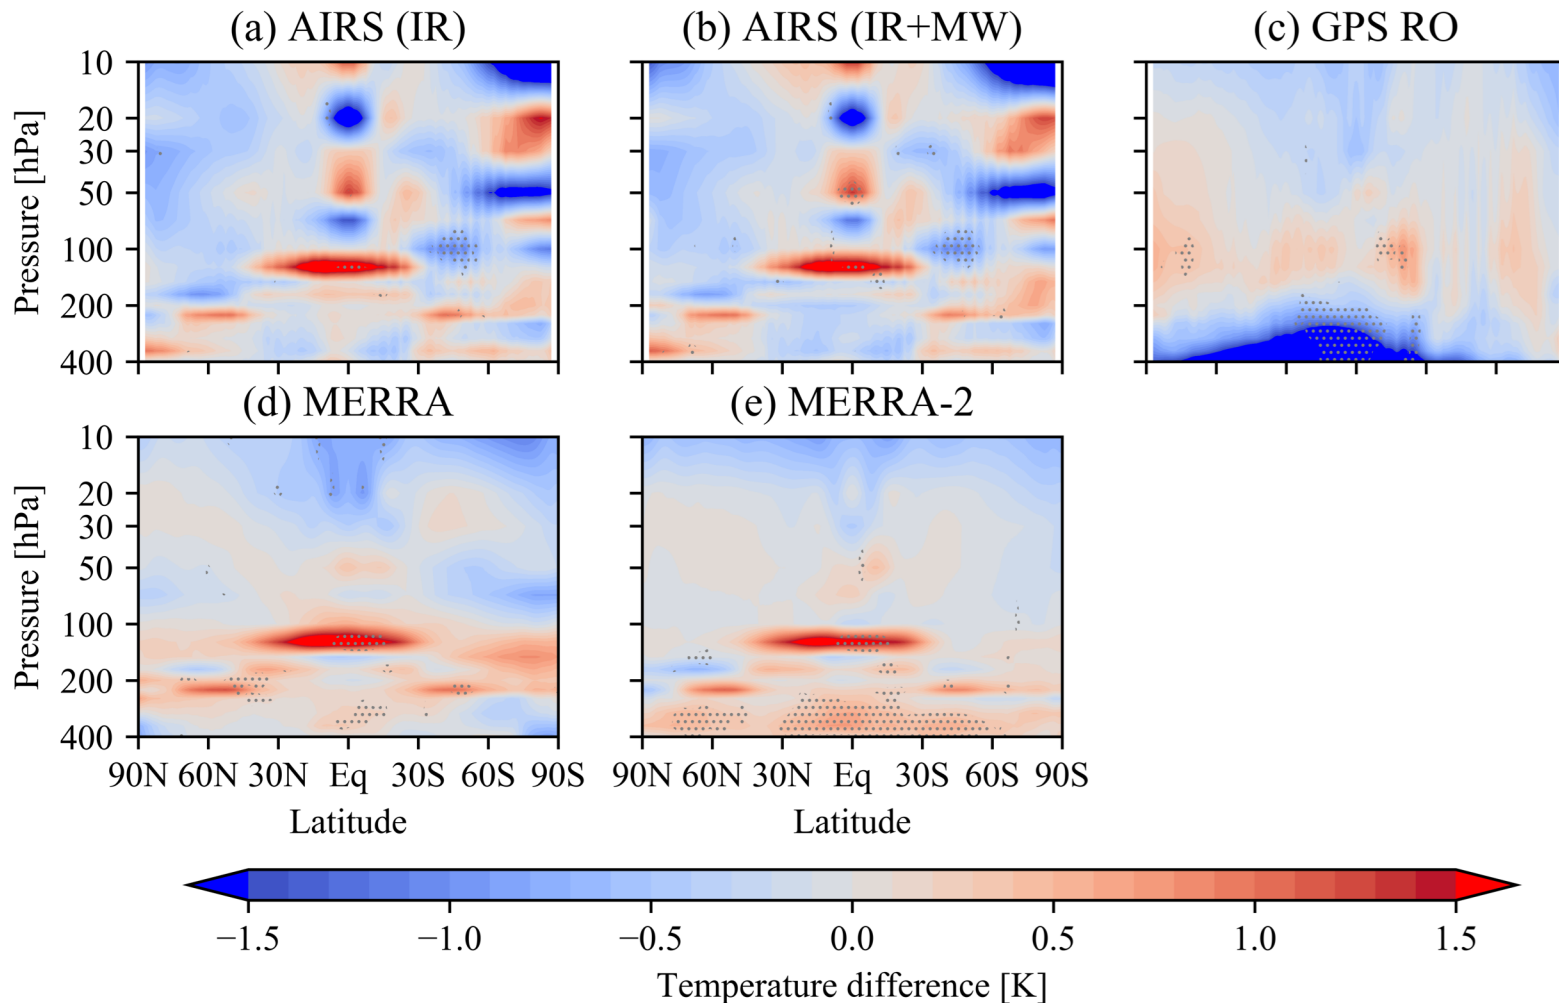 (a) AIRS (IR)
(b) AIRS (IR+MW)
(c) GPS RO
Pressure [hPa]
10
20
30
50
100
200
400
(d) MERRA
(e) MERRA-2
Pressure [hPa]
10
20
30
50
100
200
400
90N 60N 30N Eq 30S 60S 90S
90N 60N 30N Eq 30S 60S 90S
Latitude
Latitude
−1.5 −1.0 −0.5 0.0 0.5 1.0 1.5
Temperature difference [K]